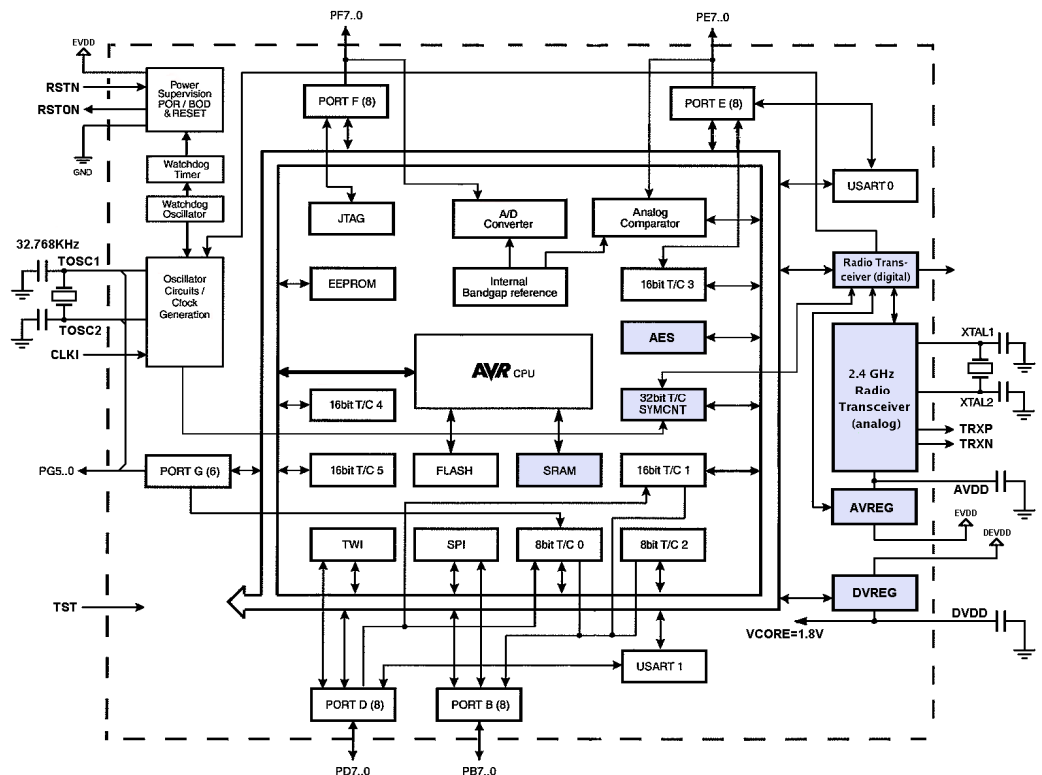 PF7..0
PE7..0
EVDD
RSTN
RSTON
GND
Power
Supervision
POR / BOD
& RESET
PORT F (8)
PORT E (8)
Watchdog
Timer
Watchdog
Oscillator
USART 0
JTAG
A/D
Converter
Analog
Comparator
32.768KHz
TOSC1
TOSC2
CLKI
Oscillator
Circuits /
Clock
Generation
EEPROM
Internal
Bandgap reference
16bit T/C 3
Radio Trans-
ceiver (digital)
AVR CPU
AES
XTAL1
XTAL2
2.4 GHz
Radio
Transceiver
(analog)
TRXP
TRXN
16bit T/C 4
32bit T/C
SYMCNT
PG5..0
PORT G (6)
16bit T/C 5
FLASH
SRAM
16bit T/C 1
AVDD
AVREG
EVDD
DEVDD
TWI
SPI
8bit T/C 0
8bit T/C 2
TST
DVREG
DVDD
VCORE=1.8V
USART 1
PORT D (8)
PORT B (8)
PD7..0
PB7..0